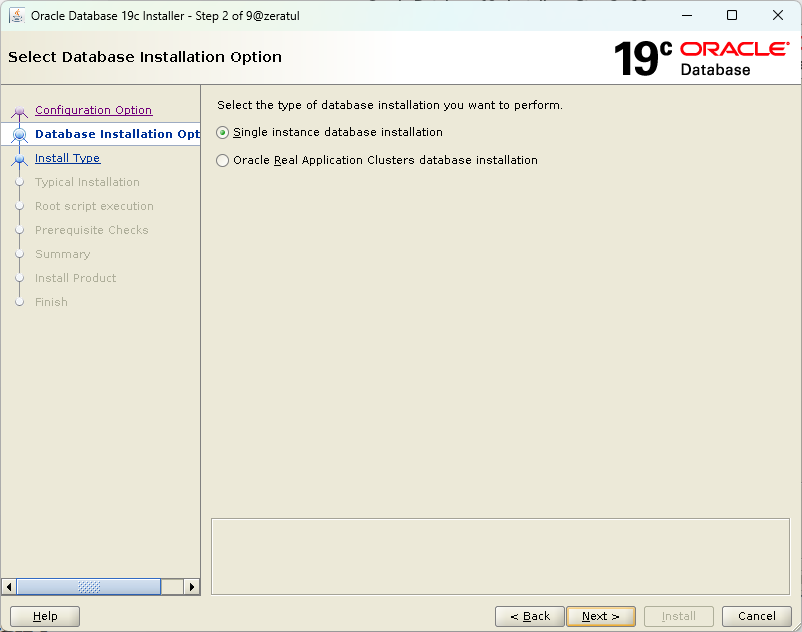 Oracle Database 19c Installer - Step 2 of 9@zeratul
Select Database Installation Option
19c ORACLE
Database
Configuration Option
Database Installation Opt
Install Type
Typical Installation
Root script execution
Prerequisite Checks
Summary
Install Product
Finish
Select the type of database installation you want to perform.
Single instance database installation
Oracle Real Application Clusters database installation
Help
< Back
Next >
Install
Cancel